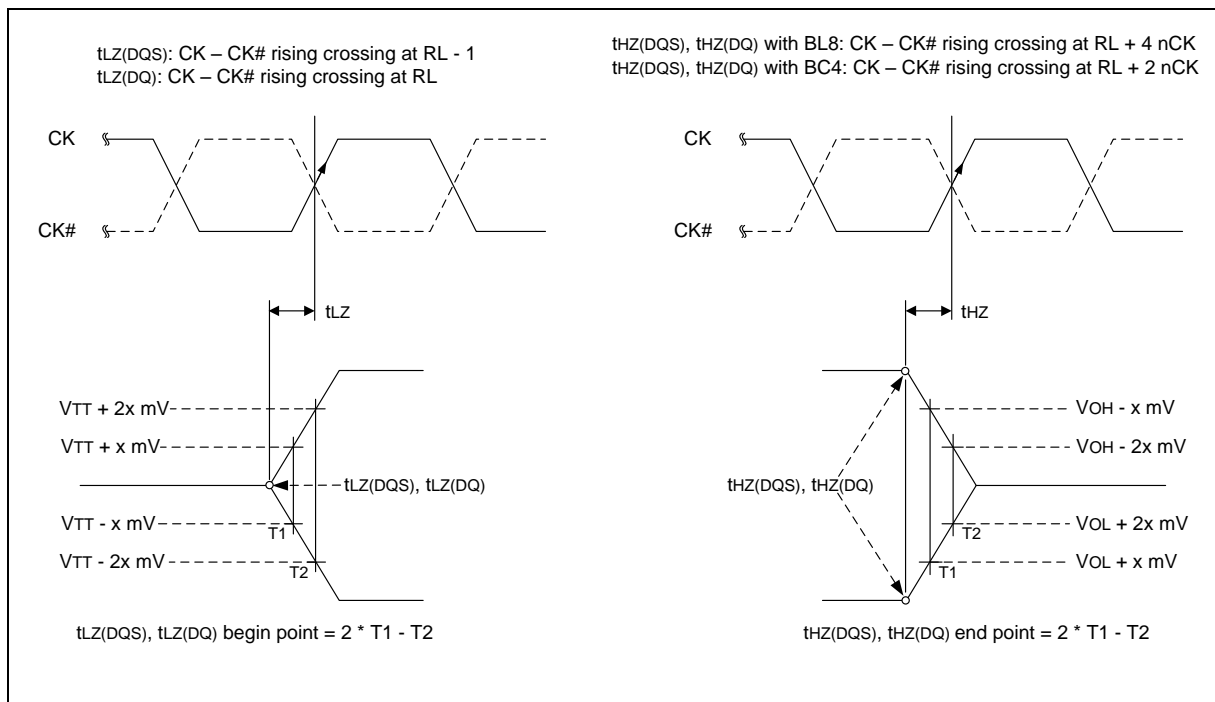 tLZ(DQS): CK – CK# rising crossing at RL - 1
tLZ(DQ): CK – CK# rising crossing at RL
tHZ(DQS), tHZ(DQ) with BL8: CK – CK# rising crossing at RL + 4 nCK
tHZ(DQS), tHZ(DQ) with BC4: CK – CK# rising crossing at RL + 2 nCK
CK
CK#
CK
CK#
tLZ
tHZ
VTT + 2x mV
VTT + x mV
tLZ(DQS), tLZ(DQ)
VTT - x mV
T1
VTT - 2x mV
T2
VOH - x mV
VOH - 2x mV
tHZ(DQS), tHZ(DQ)
VOL + 2x mV
T2
VOL + x mV
T1
tLZ(DQS), tLZ(DQ) begin point = 2 * T1 - T2
tHZ(DQS), tHZ(DQ) end point = 2 * T1 - T2